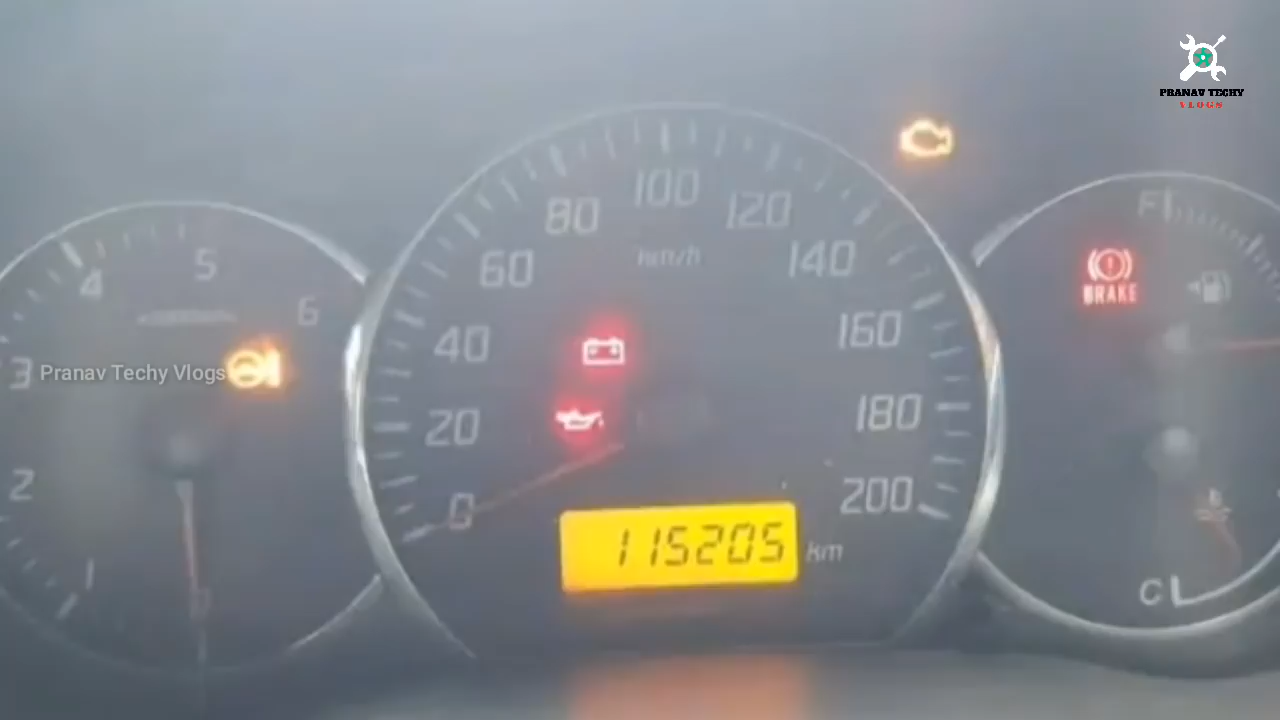 PRANAV TECHY
VLOGS
100
80
120
km/h
60
140
5
4
6
F
BRAKE
40
160
3
Pranav Techy Vlogs
20
180
2
0
200
115205 km
1
C